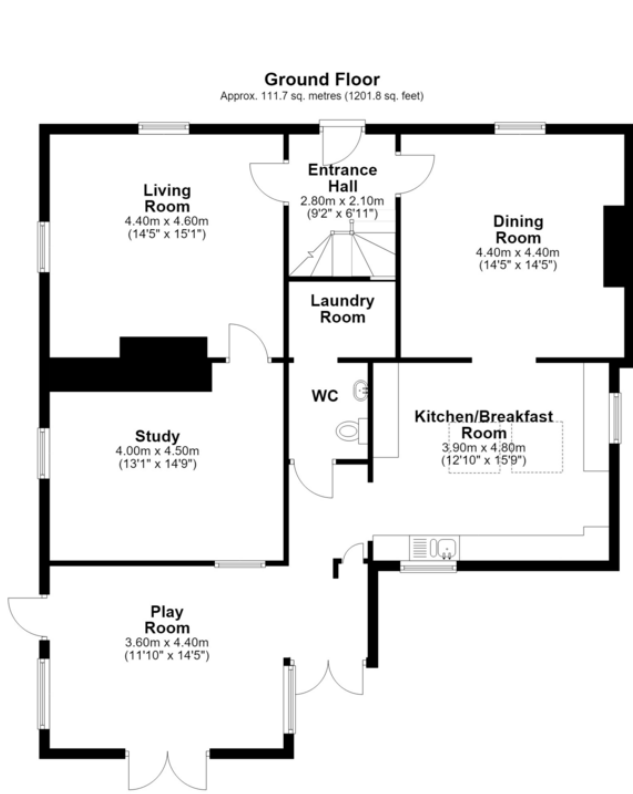 Ground Floor
Approx. 111.7 sq. metres (1201.8 sq. feet)
Living
Room
4.40m x 4.60m
(14'5" x 15'1")
Entrance
Hall
2.80m x 2.10m
(9'2" x 6'11")
Dining
Room
4.40m x 4.40m
(14'5" x 14'5")
Laundry
Room
WC
Kitchen/Breakfast
Room
3.90m x 4.80m
(12'10" x 15'9")
Study
4.00m x 4.50m
(13'1" x 14'9")
Play
Room
3.60m x 4.40m
(11'10" x 14'5")